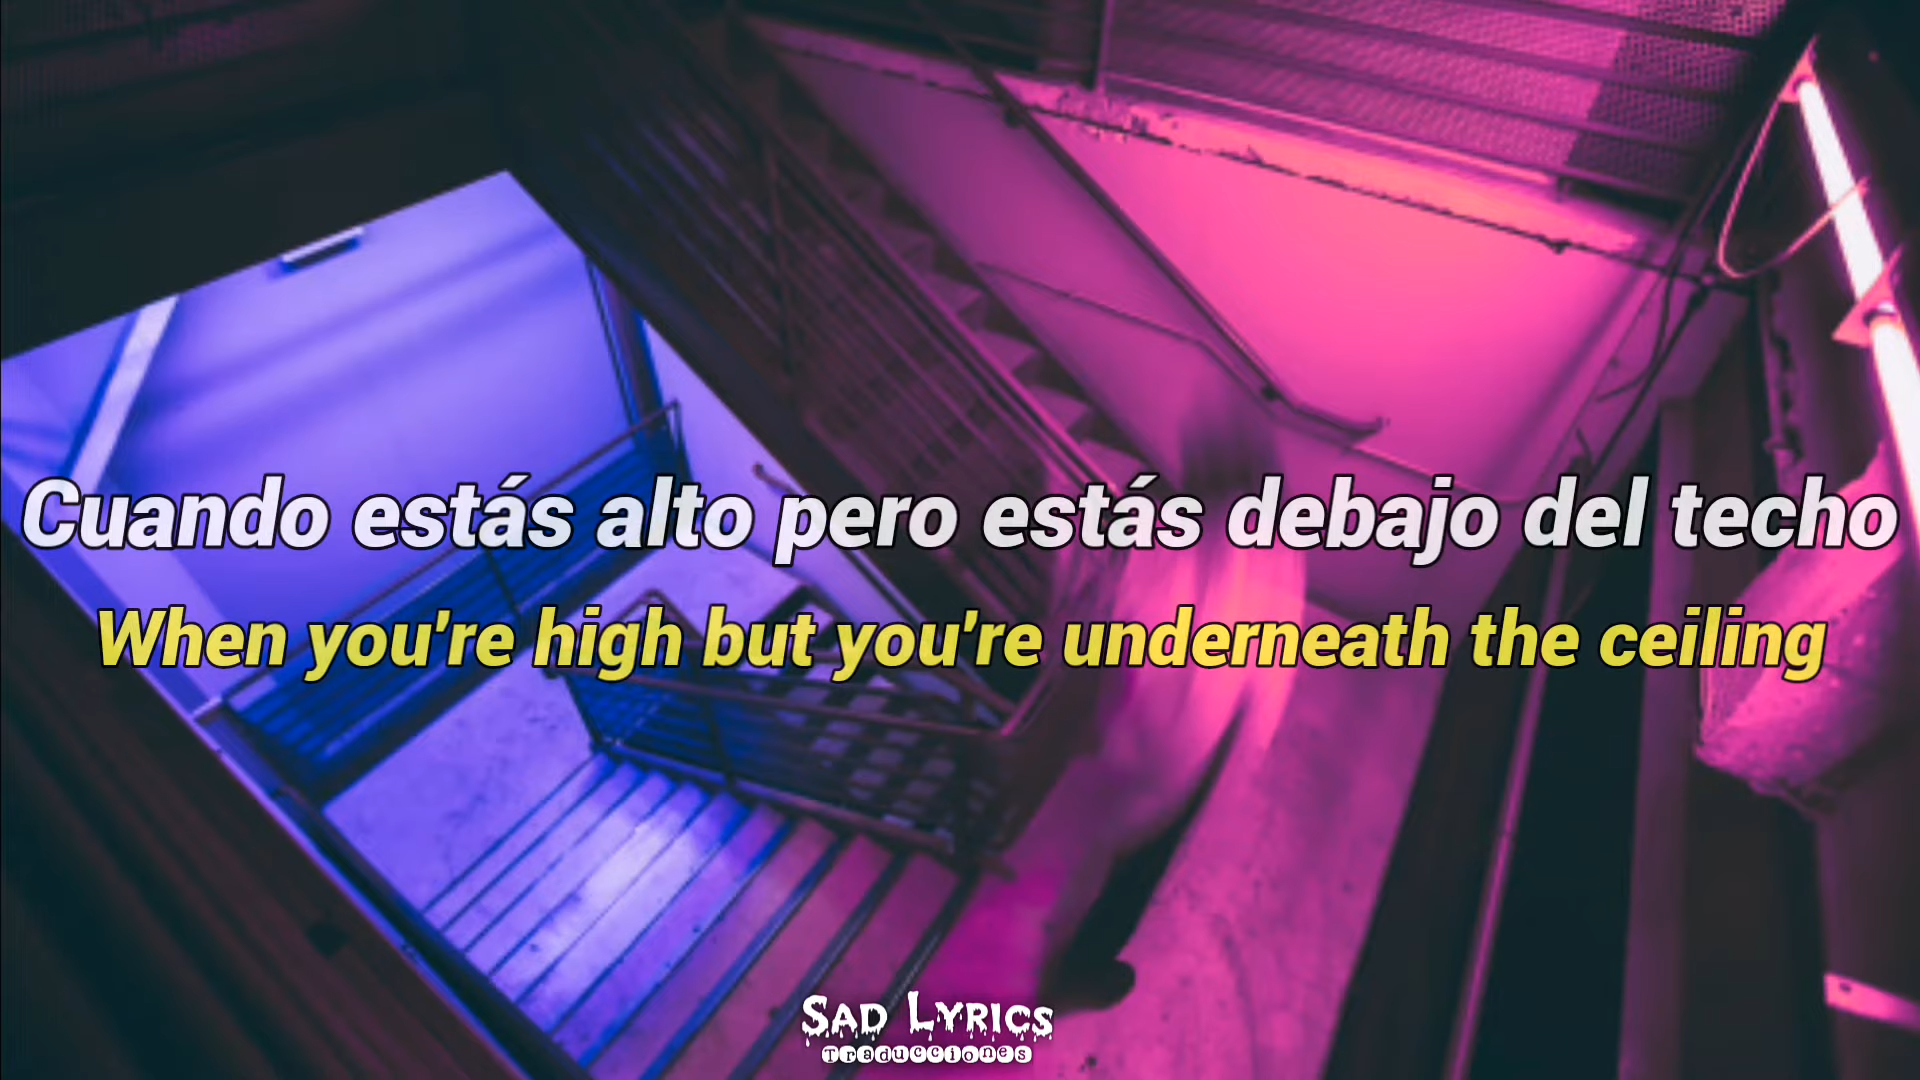 Cuando estás alto pero estás debajo del techo
When you're high but you're underneath the ceiling
SAD LYRICS
Traducciones